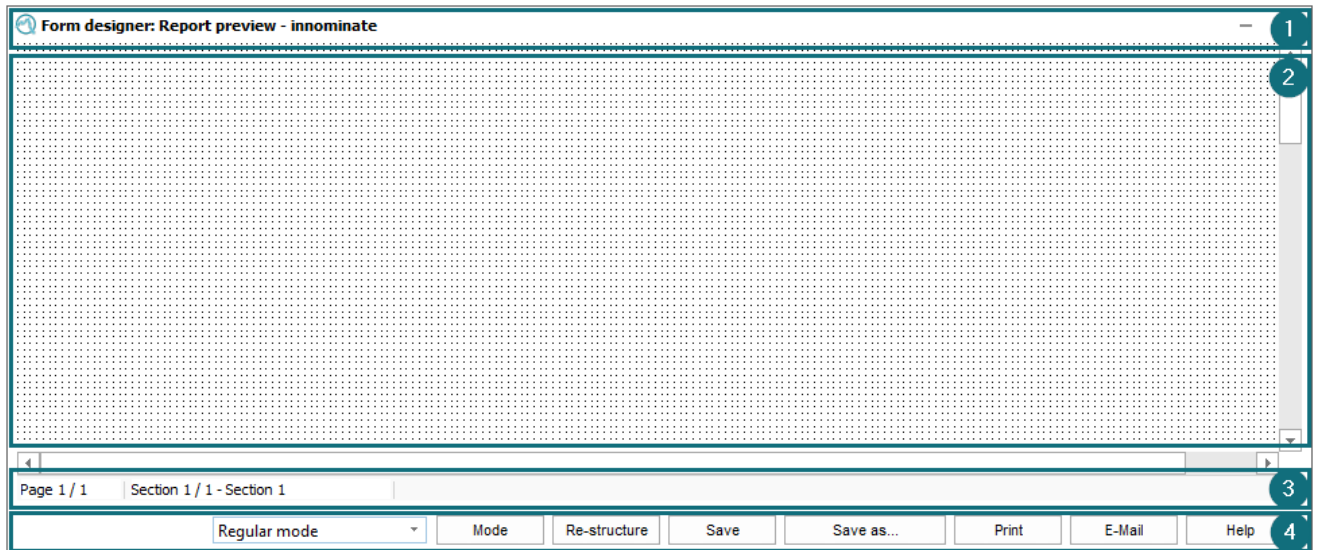 Form designer: Report preview - innominate
1
2
Page 1 / 1 Section 1 / 1 - Section 1
3
Regular mode Mode Re-structure Save Save as... Print E-Mail Help
4